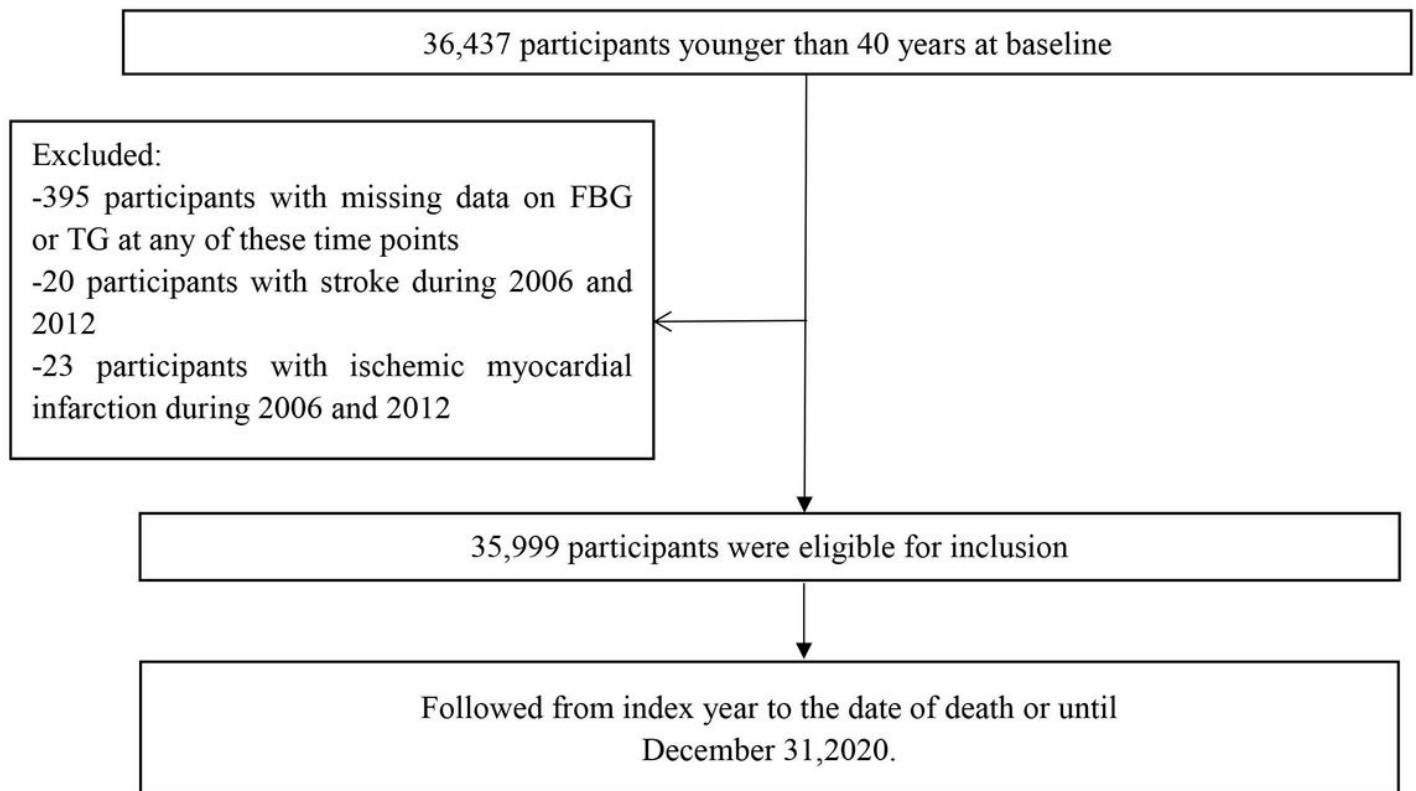 36,437 participants younger than 40 years at baseline
Excluded:
-395 participants with missing data on FBG
or TG at any of these time points
-20 participants with stroke during 2006 and
2012
-23 participants with ischemic myocardial
infarction during 2006 and 2012
35,999 participants were eligible for inclusion
Followed from index year to the date of death or until
December 31,2020.